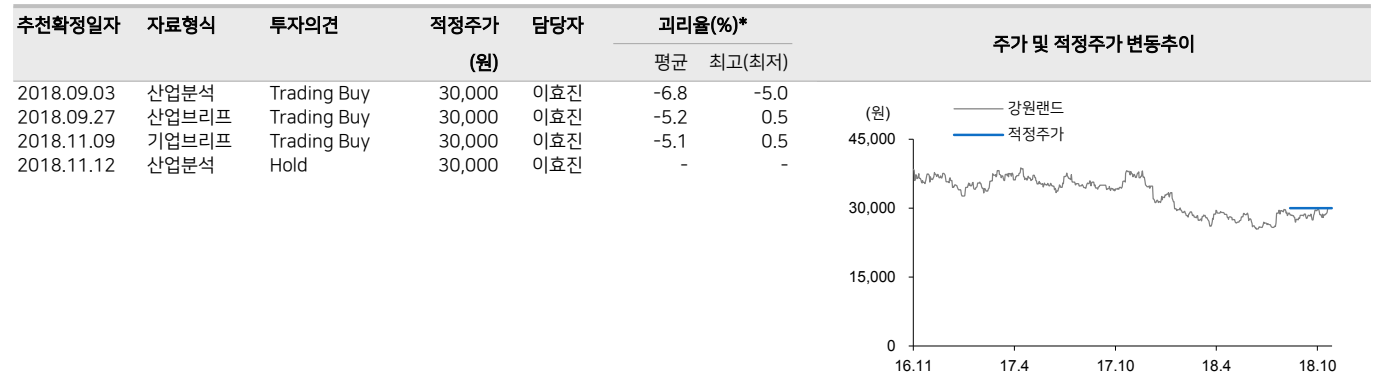 추천확정일자 자료형식 투자의견 적정주가 담당자 괴리율(%)* 주가 및 적정주가 변동추이
(원) 평균 최고(최저)
2018.09.03 산업분석 Trading Buy 30,000 이효진 -6.8 -5.0
2018.09.27 산업브리프 Trading Buy 30,000 이효진 -5.2 0.5
2018.11.09 기업브리프 Trading Buy 30,000 이효진 -5.1 0.5
2018.11.12 산업분석 Hold 30,000 이효진 - -
(원)
강원랜드
적정주가
45,000
30,000
15,000
0
16.11 17.4 17.10 18.4 18.10